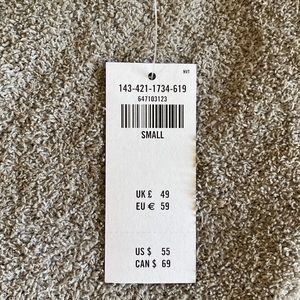 143-421-1734-619
647103123
SMALL
UK £ 49
EU € 59
US $ 55
CAN $ 69